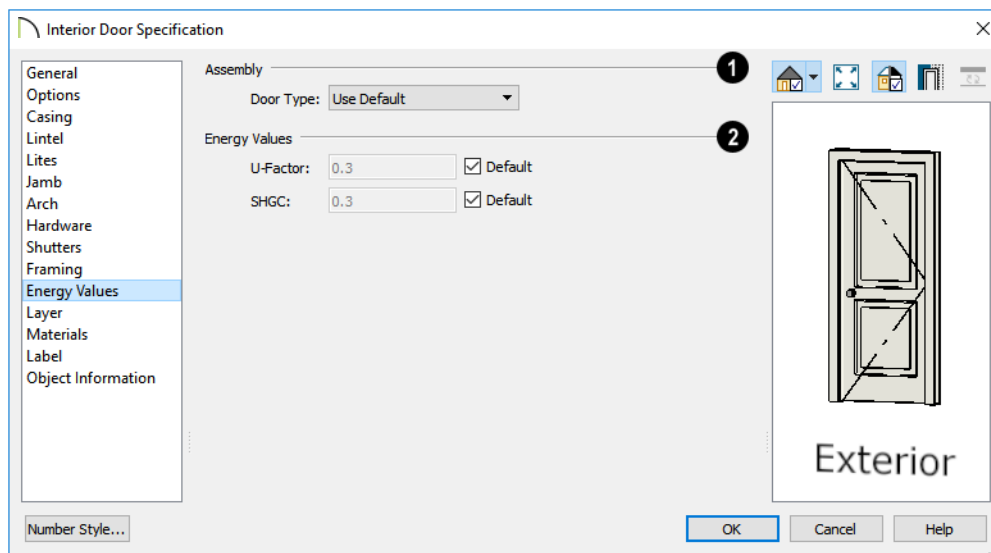 Interior Door Specification
General
Options
Casing
Lintel
Lites
Jamb
Arch
Hardware
Shutters
Framing
Energy Values
Layer
Materials
Label
Object Information
Assembly 1
Door Type: Use Default
Energy Values 2
U-Factor: 0.3 Default
SHGC: 0.3 Default
Exterior
Number Style... OK Cancel Help